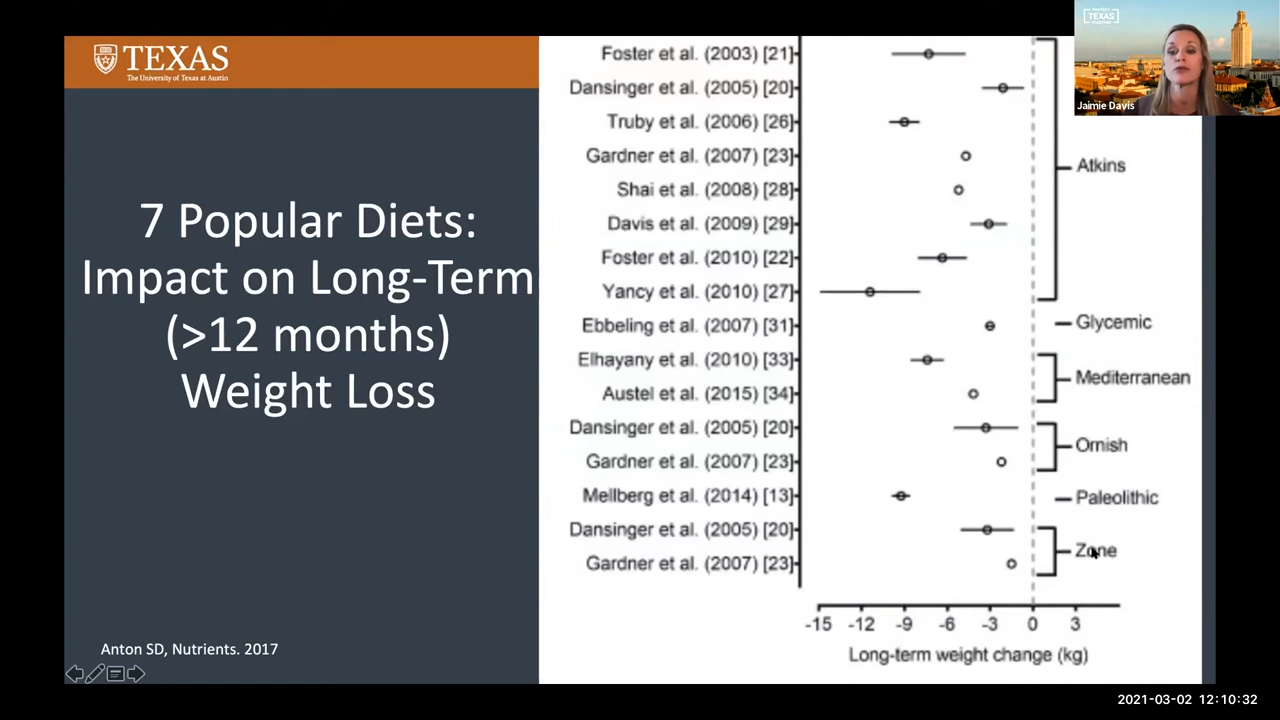 TEXAS
The University of Texas at Austin
7 Popular Diets:
Impact on Long-Term
(>12 months)
Weight Loss
Anton SD, Nutrients. 2017
Foster et al. (2003) [21]
Dansinger et al. (2005) [20]
Truby et al. (2006) [26]
Gardner et al. (2007) [23]
Shai et al. (2008) [28]
Davis et al. (2009) [29]
Foster et al. (2010) [22]
Yancy et al. (2010) [27]
Ebbeling et al. (2007) [31]
Elhayany et al. (2010) [33]
Austel et al. (2015) [34]
Dansinger et al. (2005) [20]
Gardner et al. (2007) [23]
Mellberg et al. (2014) [13]
Dansinger et al. (2005) [20]
Gardner et al. (2007) [23]
Atkins
Glycemic
Mediterranean
Ornish
Paleolithic
Zone
-15 -12 -9 -6 -3 0 3
Long-term weight change (kg)
TEXAS
Jaimie Davis
2021-03-02 12:10:32